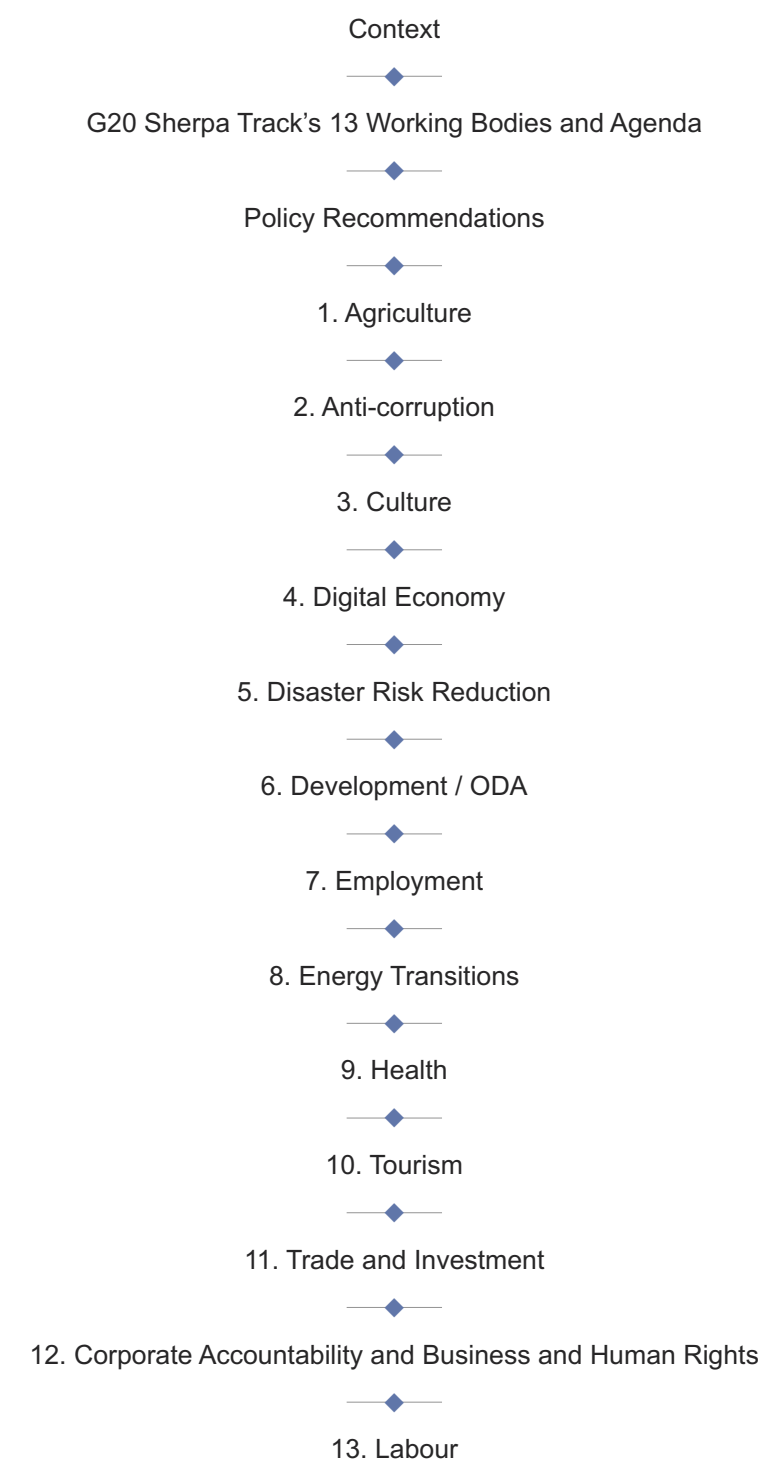 Context
G20 Sherpa Track’s 13 Working Bodies and Agenda
Policy Recommendations
1. Agriculture
2. Anti-corruption
3. Culture
4. Digital Economy
5. Disaster Risk Reduction
6. Development / ODA
7. Employment
8. Energy Transitions
9. Health
10. Tourism
11. Trade and Investment
12. Corporate Accountability and Business and Human Rights
13. Labour